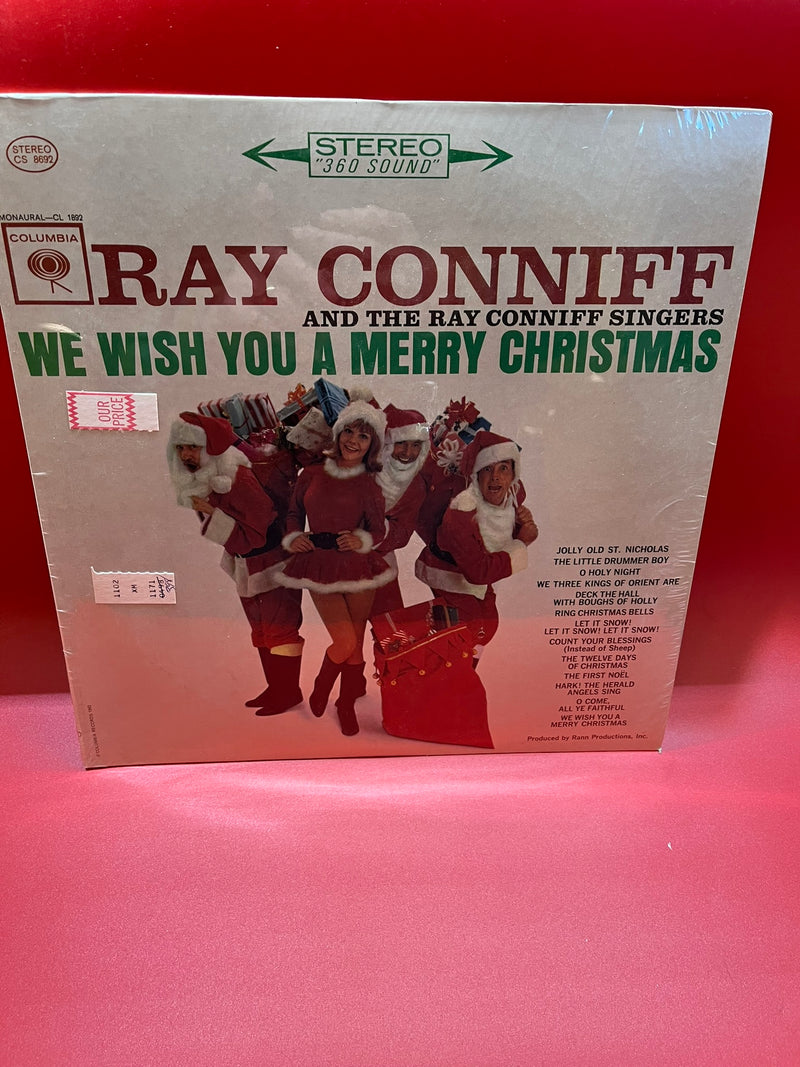 STEREO
CS 8692
STEREO
"360 SOUND"
MONAURAL—CL 1892
COLUMBIA
RAY CONNIFF
AND THE RAY CONNIFF SINGERS
WE WISH YOU A MERRY CHRISTMAS
OUR
PRICE
1102
XM
1171
JOLLY OLD ST. NICHOLAS
THE LITTLE DRUMMER BOY
O HOLY NIGHT
WE THREE KINGS OF ORIENT ARE
DECK THE HALL
WITH BOUGHS OF HOLLY
RING CHRISTMAS BELLS
LET IT SNOW!
LET IT SNOW! LET IT SNOW!
COUNT YOUR BLESSINGS
(Instead of Sheep)
THE TWELVE DAYS
OF CHRISTMAS
THE FIRST NOËL
HARK! THE HERALD
ANGELS SING
O COME,
ALL YE FAITHFUL
WE WISH YOU A
MERRY CHRISTMAS
Produced by Rann Productions, Inc.